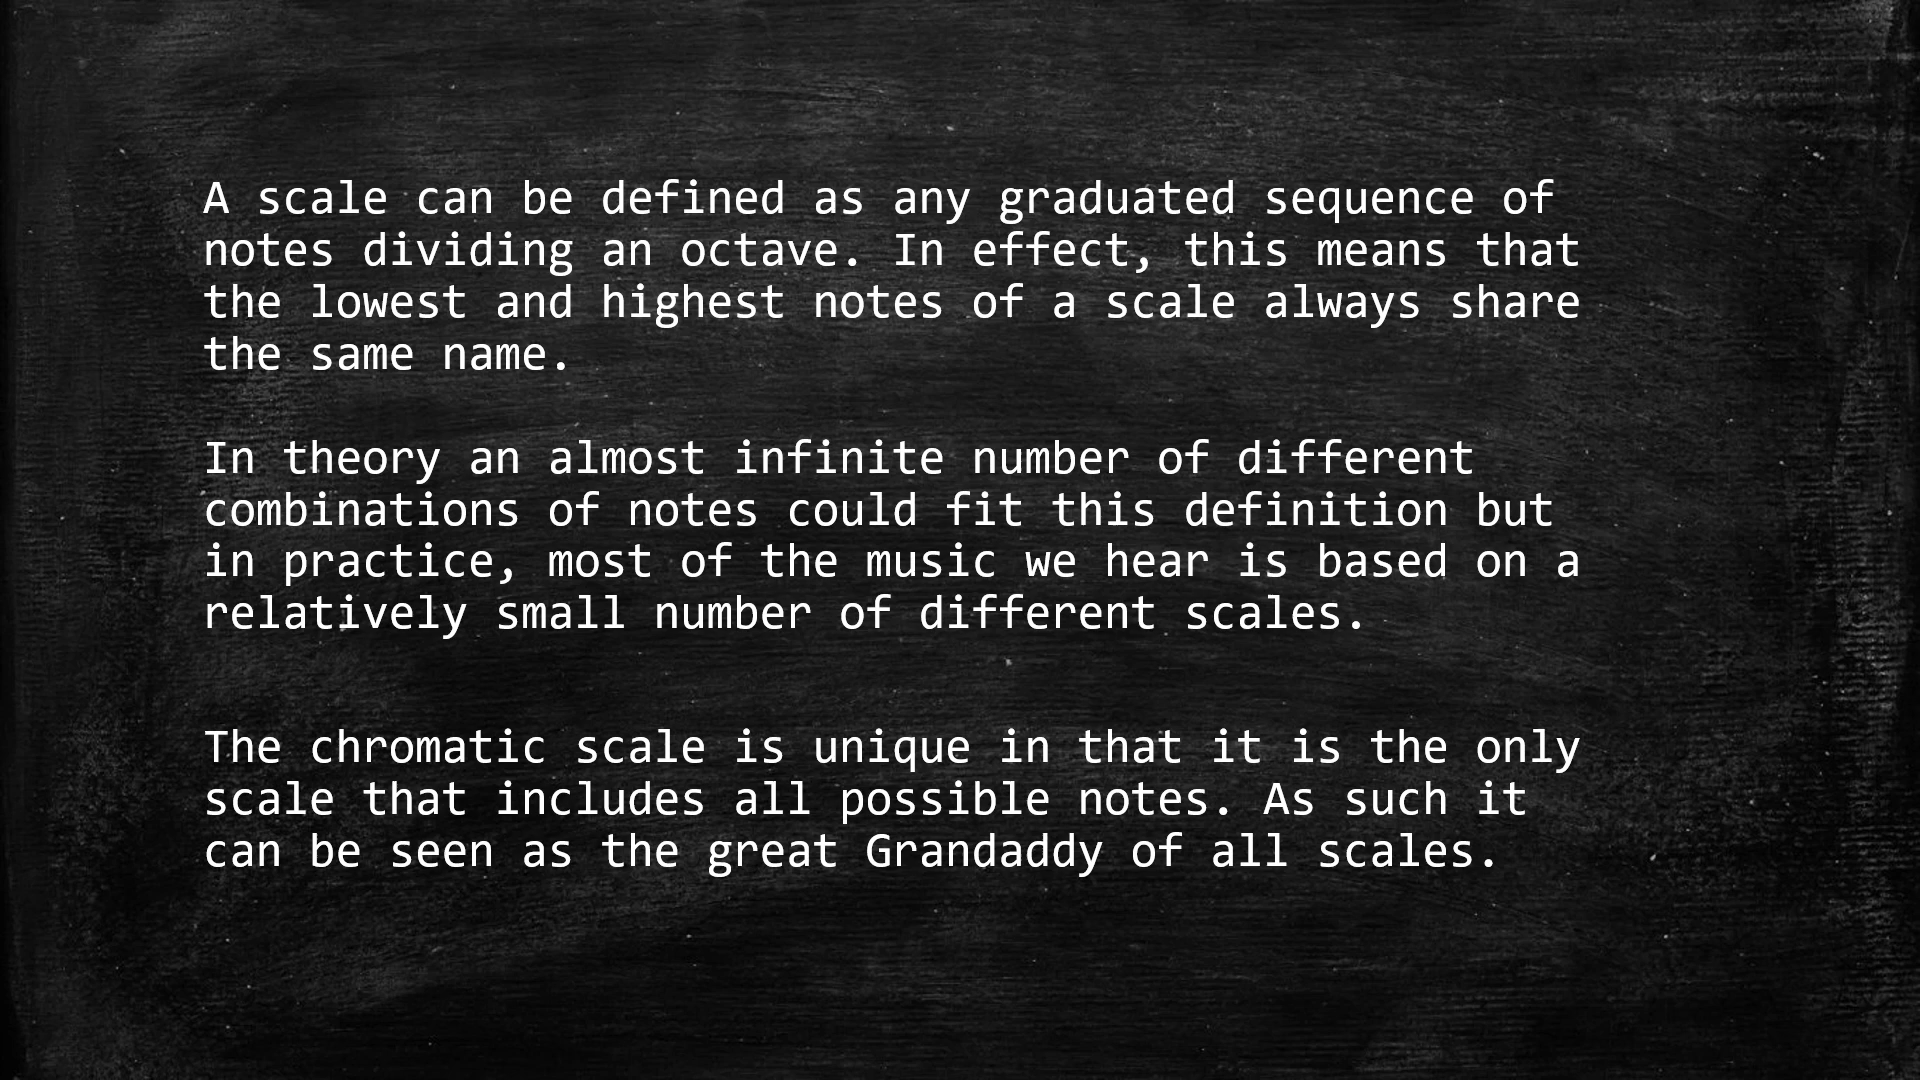 A scale can be defined as any graduated sequence of
notes dividing an octave. In effect, this means that
the lowest and highest notes of a scale always share
the same name.
In theory an almost infinite number of different
combinations of notes could fit this definition but
in practice, most of the music we hear is based on a
relatively small number of different scales.
The chromatic scale is unique in that it is the only
scale that includes all possible notes. As such it
can be seen as the great Grandaddy of all scales.